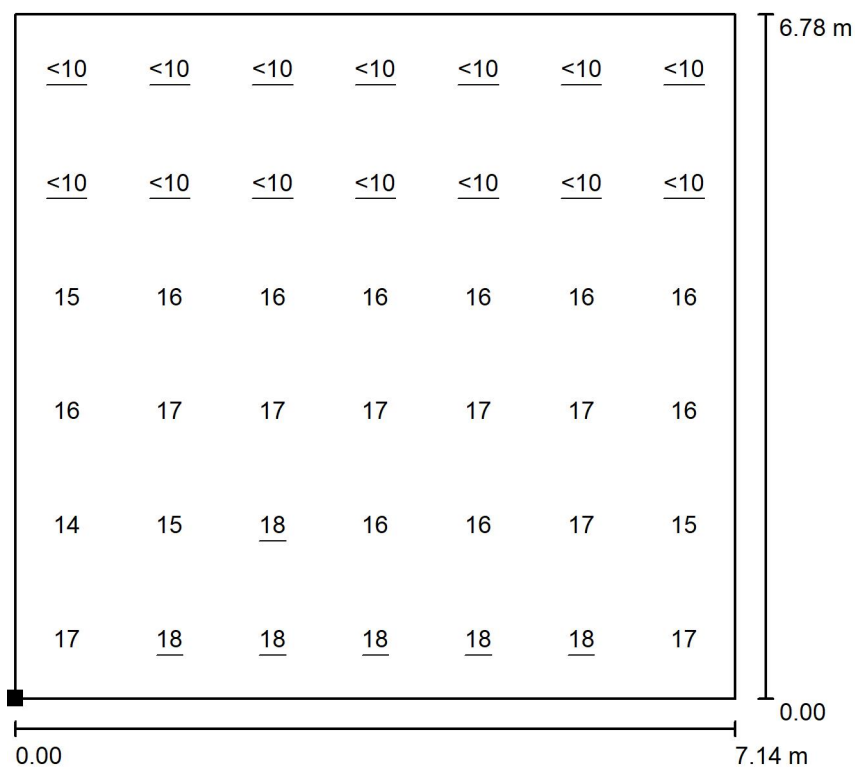 6.78 m
<10 <10 <10 <10 <10 <10 <10
<10 <10 <10 <10 <10 <10 <10
15 16 16 16 16 16 16
16 17 17 17 17 17 16
14 15 18 16 16 17 15
17 18 18 18 18 18 17
0.00
0.00 7.14 m